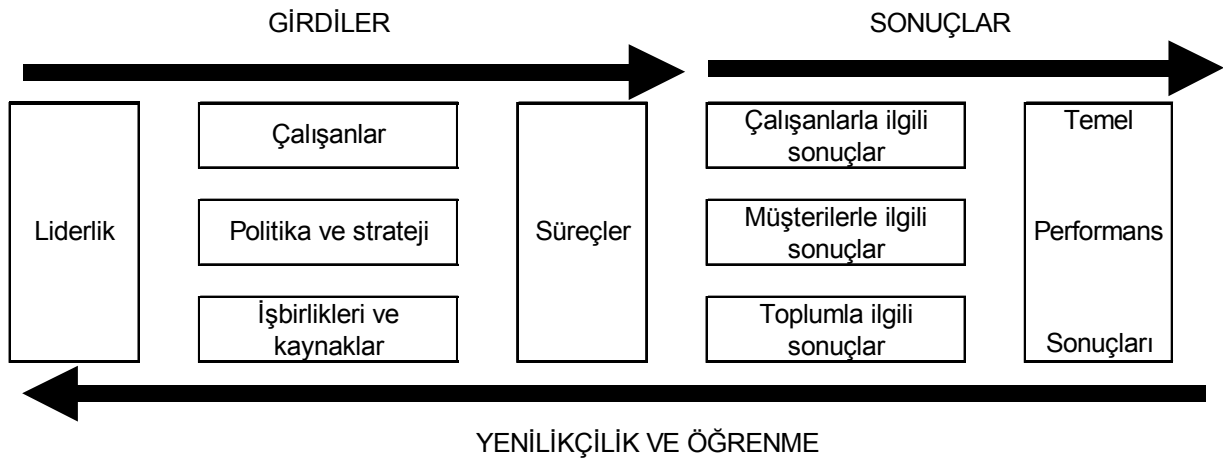 GİRDİLER
SONUÇLAR
Liderlik
Çalışanlar
Politika ve strateji
İşbirlikleri ve
kaynaklar
Süreçler
Çalışanlarla ilgili
sonuçlar
Müşterilerle ilgili
sonuçlar
Toplumla ilgili
sonuçlar
Temel
Performans
Sonuçları
YENİLİKÇİLİK VE ÖĞRENME